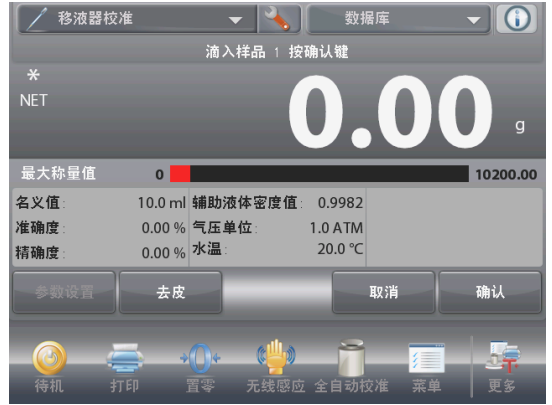 移液器校准 数据库
滴入样品 1 按确认键
*
NET
0.00 g
最大称量值 0 10200.00
名义值: 10.0 ml 辅助液体密度值: 0.9982
准确度: 0.00 % 气压单位: 1.0 ATM
精确度: 0.00 % 水温: 20.0 ℃
参数设置 去皮 取消 确认
待机 打印 置零 无线感应 全自动校准 菜单 更多